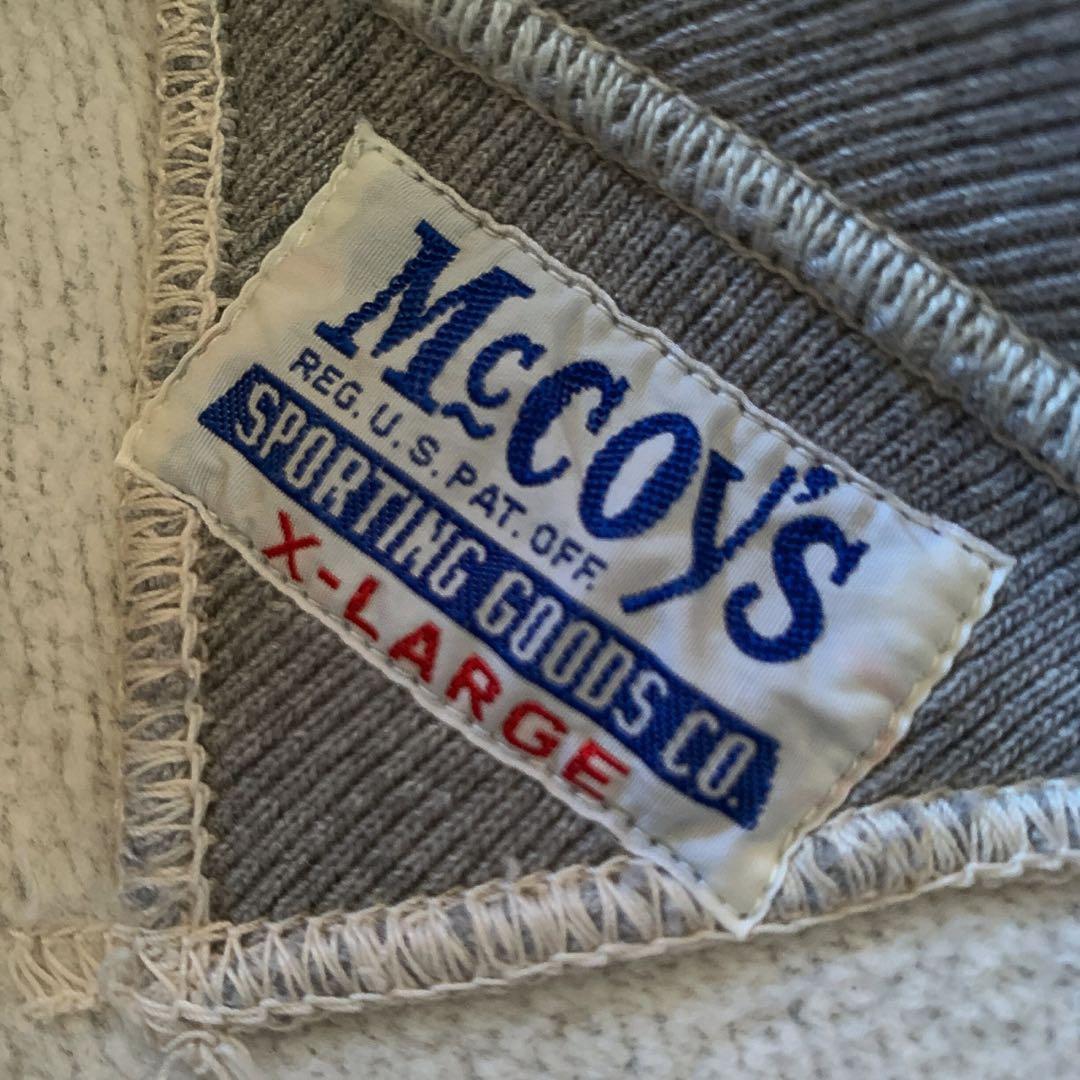 McCOY'S
REG. U.S. PAT. OFF.
SPORTING GOODS CO.
X-LARGE